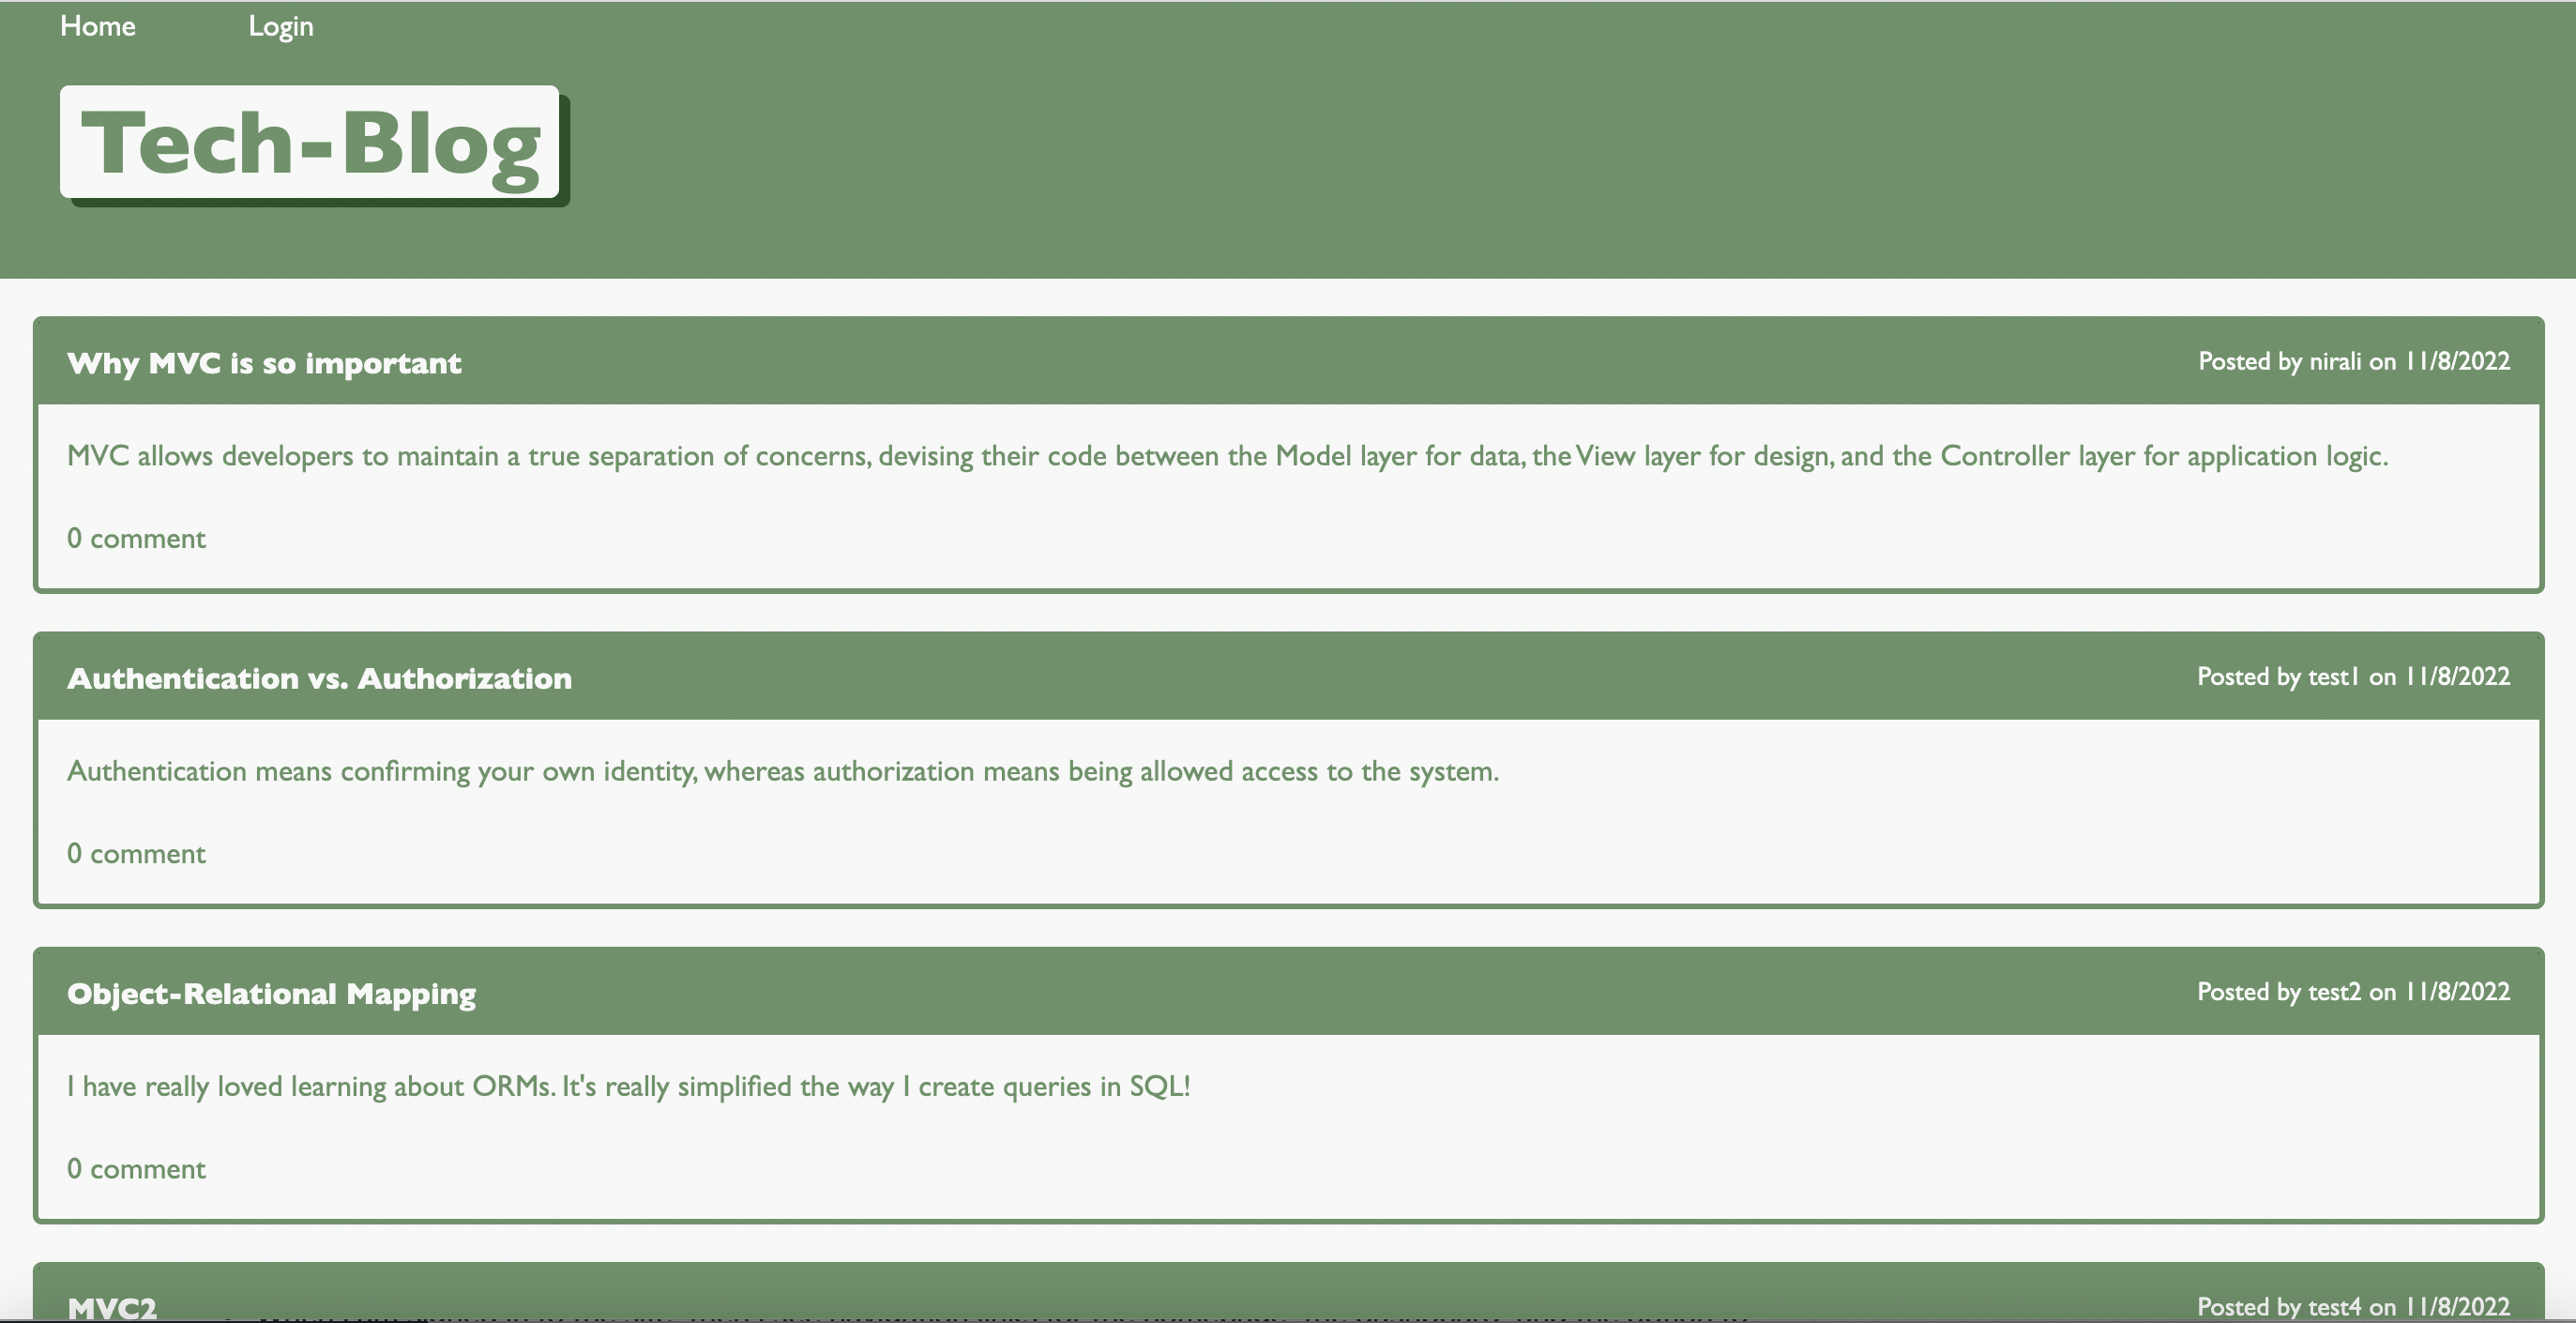 Home Login
Tech-Blog
Why MVC is so important Posted by nirali on 11/8/2022
MVC allows developers to maintain a true separation of concerns, devising their code between the Model layer for data, the View layer for design, and the Controller layer for application logic.
0 comment
Authentication vs. Authorization Posted by test1 on 11/8/2022
Authentication means confirming your own identity, whereas authorization means being allowed access to the system.
0 comment
Object-Relational Mapping Posted by test2 on 11/8/2022
I have really loved learning about ORMs. It's really simplified the way I create queries in SQL!
0 comment
MVC2 Posted by test4 on 11/8/2022